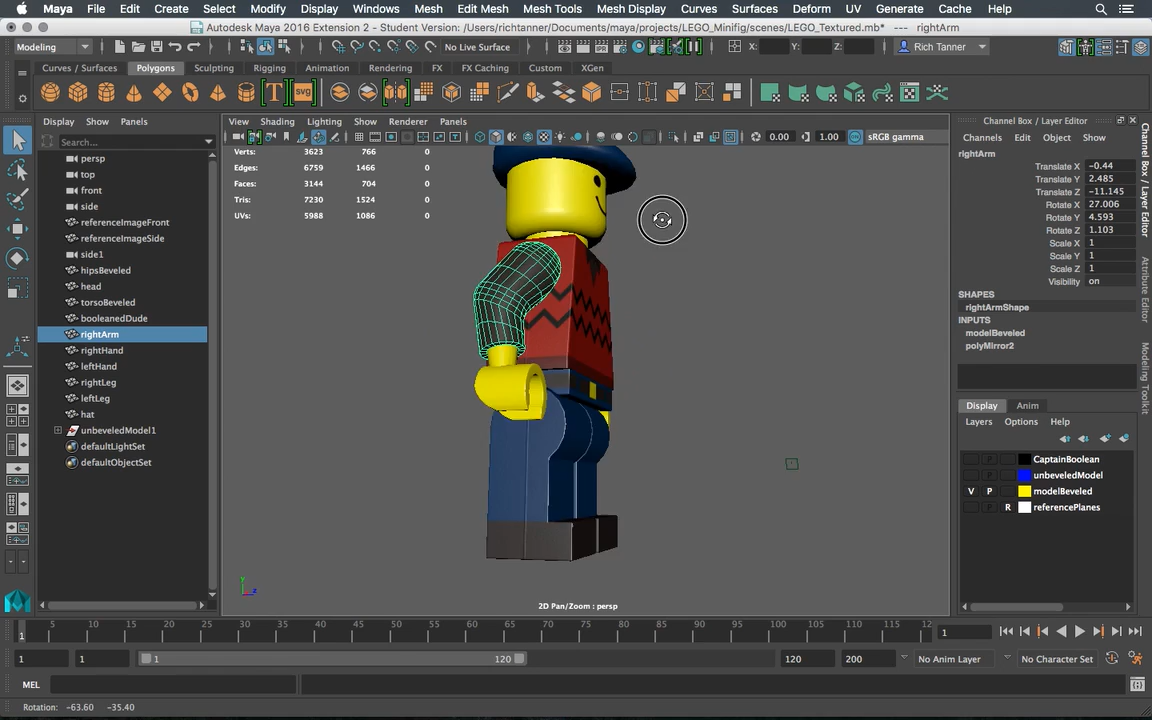 Maya File Edit Create Select Modify Display Windows Mesh Edit Mesh Mesh Tools Mesh Display Curves Surfaces Deform UV Generate Cache Help
Autodesk Maya 2016 Extension 2 - Student Version: /Users/richtanner/Documents/maya/projects/LEGO_Minifig/scenes/LEGO_Textured.mb* --- rightArm
Modeling No Live Surface X: Y: Z: Rich Tanner
Curves / Surfaces Polygons Sculpting Rigging Animation Rendering FX FX Caching Custom XGen
T SVG
Display Show Panels
View Shading Lighting Show Renderer Panels
Search...
0.00 1.00 sRGB gamma
Verts: 3623 766 0
Edges: 6759 1466 0
Faces: 3144 704 0
Tris: 7230 1524 0
UVs: 5988 1086 0
persp
top
front
side
referenceImageFront
referenceImageSide
side1
hipsBeveled
head
torsoBeveled
booleanedDude
rightArm
rightHand
leftHand
rightLeg
leftLeg
hat
unbeveledModel1
defaultLightSet
defaultObjectSet
y
z
2D Pan/Zoom : persp
Channel Box / Layer Editor
Channels Edit Object Show
rightArm
Translate X -0.44
Translate Y 2.485
Translate Z -11.145
Rotate X 27.006
Rotate Y 4.593
Rotate Z 1.103
Scale X 1
Scale Y 1
Scale Z 1
Visibility on
SHAPES
rightArmShape
INPUTS
modelBeveled
polyMirror2
Display Anim
Layers Options Help
P CaptainBoolean
P unbeveledModel
V P modelBeveled
R referencePlanes
Channel Box / Layer Editor
Attribute Editor
Modeling Toolkit
1 5 10 15 20 25 30 35 40 45 50 55 60 65 70 75 80 85 90 95 100 105 110 115 12
1
1 1 1 120 120 200 No Anim Layer No Character Set
MEL
Rotation: -63.60 -35.40